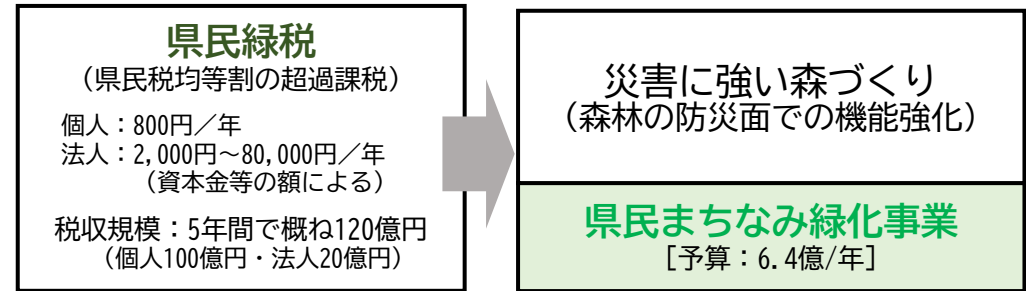 県民緑税
（県民税均等割の超過課税）
個人：800円／年
法人：2,000円～80,000円／年
（資本金等の額による）
税収規模：5年間で概ね120億円
（個人100億円・法人20億円）
災害に強い森づくり
（森林の防災面での機能強化）
県民まちなみ緑化事業
［予算：6.4億/年］